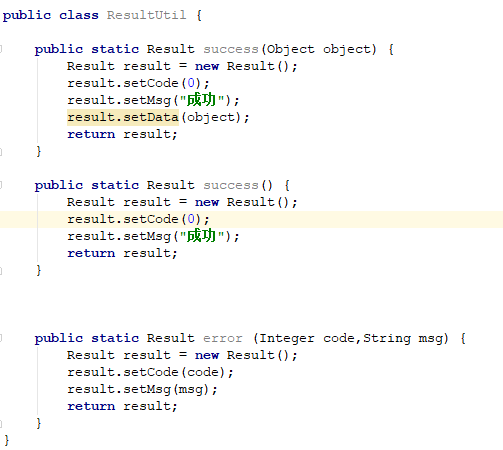 public class ResultUtil {
public static Result success(Object object) {
Result result = new Result();
result.setCode(0);
result.setMsg("成功");
result.setData(object);
return result;
}
public static Result success() {
Result result = new Result();
result.setCode(0);
result.setMsg("成功");
return result;
}
public static Result error (Integer code,String msg) {
Result result = new Result();
result.setCode(code);
result.setMsg(msg);
return result;
}
}